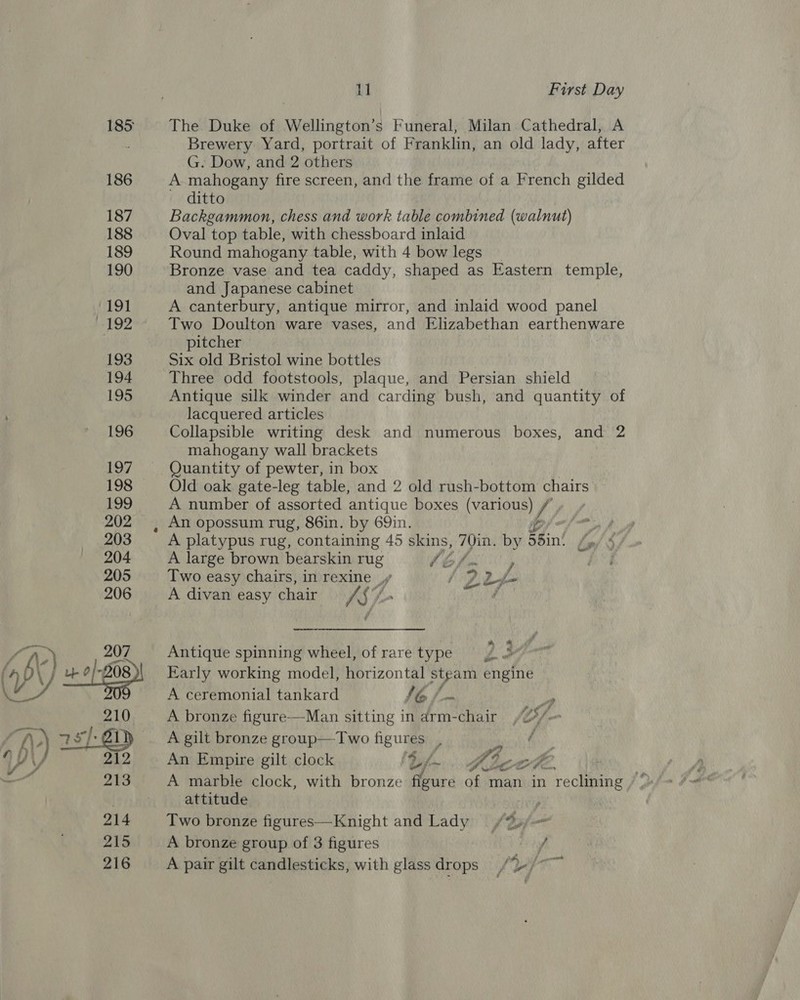 11 First Day
185 The Duke of Wellington's Funeral, Milan Cathedral, A
Brewery Yard, portrait of Franklin, an old lady, after
G. Dow, and 2 others
186 A mahogany fire screen, and the frame of a French gilded
ditto
187 Backgammon, chess and work table combined (walnut)
188 Oval top table, with chessboard inlaid
189 Round mahogany table, with 4 bow legs
190 Bronze vase and tea caddy, shaped as Eastern temple,
and Japanese cabinet
191 A canterbury, antique mirror, and inlaid wood panel
192 Two Doulton ware vases, and Elizabethan earthenware
pitcher
193 Six old Bristol wine bottles
194 Three odd footstools, plaque, and Persian shield
195 Antique silk winder and carding bush, and quantity of
lacquered articles
196 Collapsible writing desk and numerous boxes, and 2
mahogany wall brackets
197 Quantity of pewter, in box
198 Old oak gate-leg table, and 2 old rush-bottom chairs
199 A number of assorted antique boxes (various)
202 An opossum rug, 86in. by 69in.
203 A platypus rug, containing 45 skins, 70in. by 55in.
204 A large brown bearskin rug 16/-
205 Two easy chairs, in rexine 22/-
206 A divan easy chair 15/-
207 Antique spinning wheel, of rare type
208 Early working model, horizontal steam engine
209 A ceremonial tankard 16/-
210 A bronze figure—Man sitting in arm-chair
211 A gilt bronze group—Two figures
212 An Empire gilt clock
213 A marble clock, with bronze figure of man in reclining
attitude
214 Two bronze figures—Knight and Lady
215 A bronze group of 3 figures
216 A pair gilt candlesticks, with glass drops